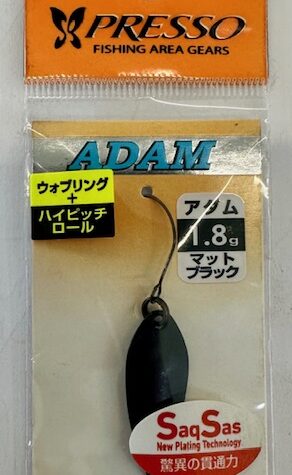 PRESSO
FISHING AREA GEARS
ADAM
ウォブリング
+
ハイピッチ
ロール
アダム
1.8g
マット
ブラック
SaqSas
New Plating Technology
驚異の貫通力